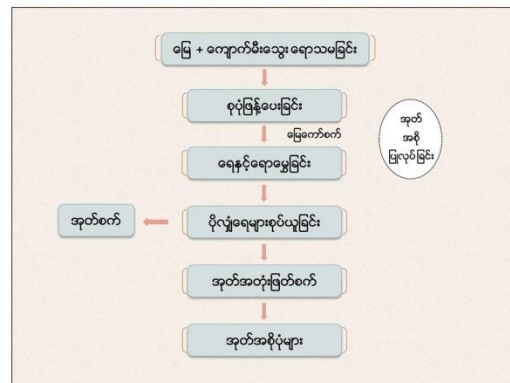 မြေ + ကျောက်မီးသွေး ရောသမခြင်း
စုပုံဖြန့်ပေးခြင်း
မြေကော်စက်
အုတ်
အစို
ပြုလုပ်ခြင်း
ရေနှင့်ရောမွှေခြင်း
အုတ်စက်
ပိုလျှံရေများစုပ်ယူခြင်း
အုတ်အတုံးဖြတ်စက်
အုတ်အစိုပုံများ